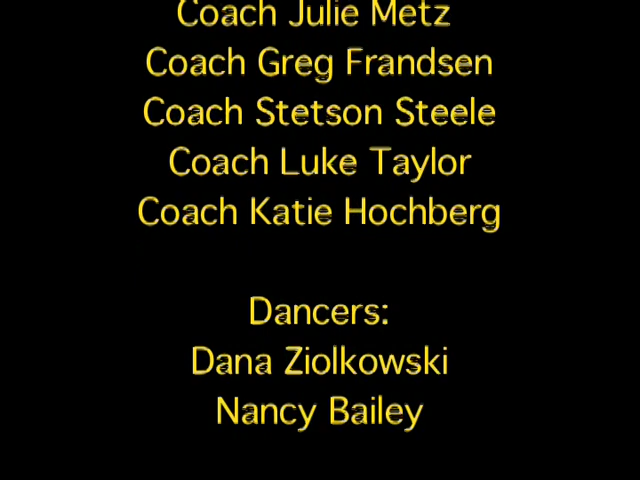 Coach Julie Metz
Coach Greg Frandsen
Coach Stetson Steele
Coach Luke Taylor
Coach Katie Hochberg
Dancers:
Dana Ziolkowski
Nancy Bailey